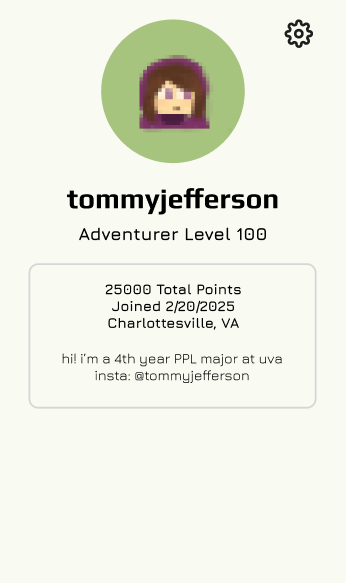 tommyjefferson
Adventurer Level 100
25000 Total Points
Joined 2/20/2025
Charlottesville, VA
hi! i'm a 4th year PPL major at uva
insta: @tommyjefferson